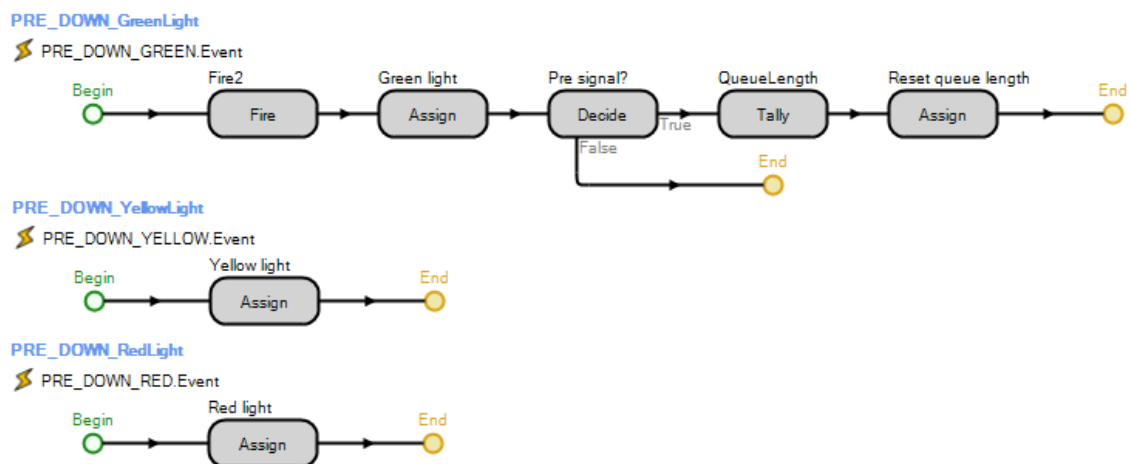 PRE_DOWN_GreenLight
PRE_DOWN_GREEN.Event
Begin
Fire2
Fire
Green light
Assign
Pre signal?
Decide
True
False
QueueLength
Tally
Reset queue length
Assign
End
End
PRE_DOWN_YellowLight
PRE_DOWN_YELLOW.Event
Begin
Yellow light
Assign
End
PRE_DOWN_RedLight
PRE_DOWN_RED.Event
Begin
Red light
Assign
End